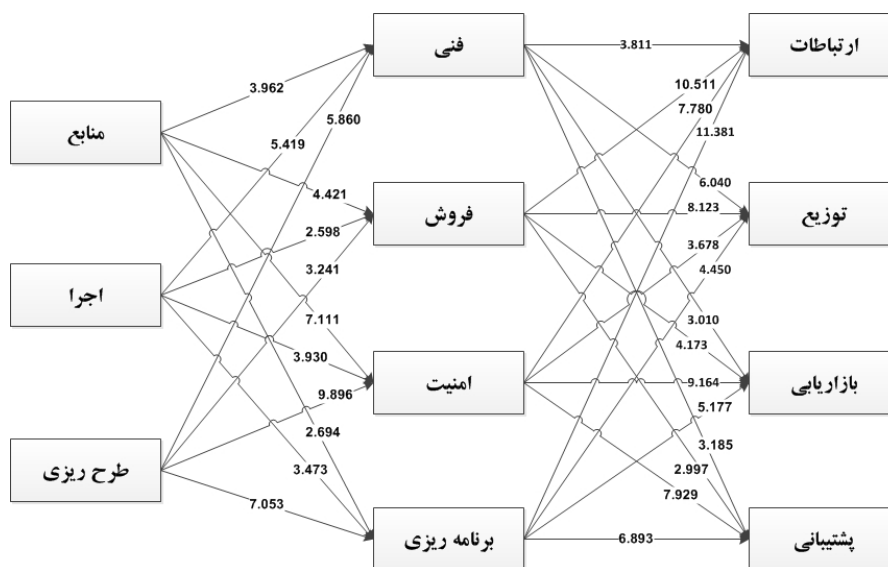 فنی
3.811
ارتباطات
3.962
10.511
7.780
منابع
5.860
11.381
5.419
6.040
4.421
فروش
8.123
توزیع
2.598
3.678
3.241
4.450
اجرا
7.111
3.010
3.930
4.173
امنیت
9.164
بازاریابی
9.896
5.177
2.694
3.185
طرح ریزی
3.473
2.997
7.929
7.053
برنامه ریزی
6.893
پشتیبانی